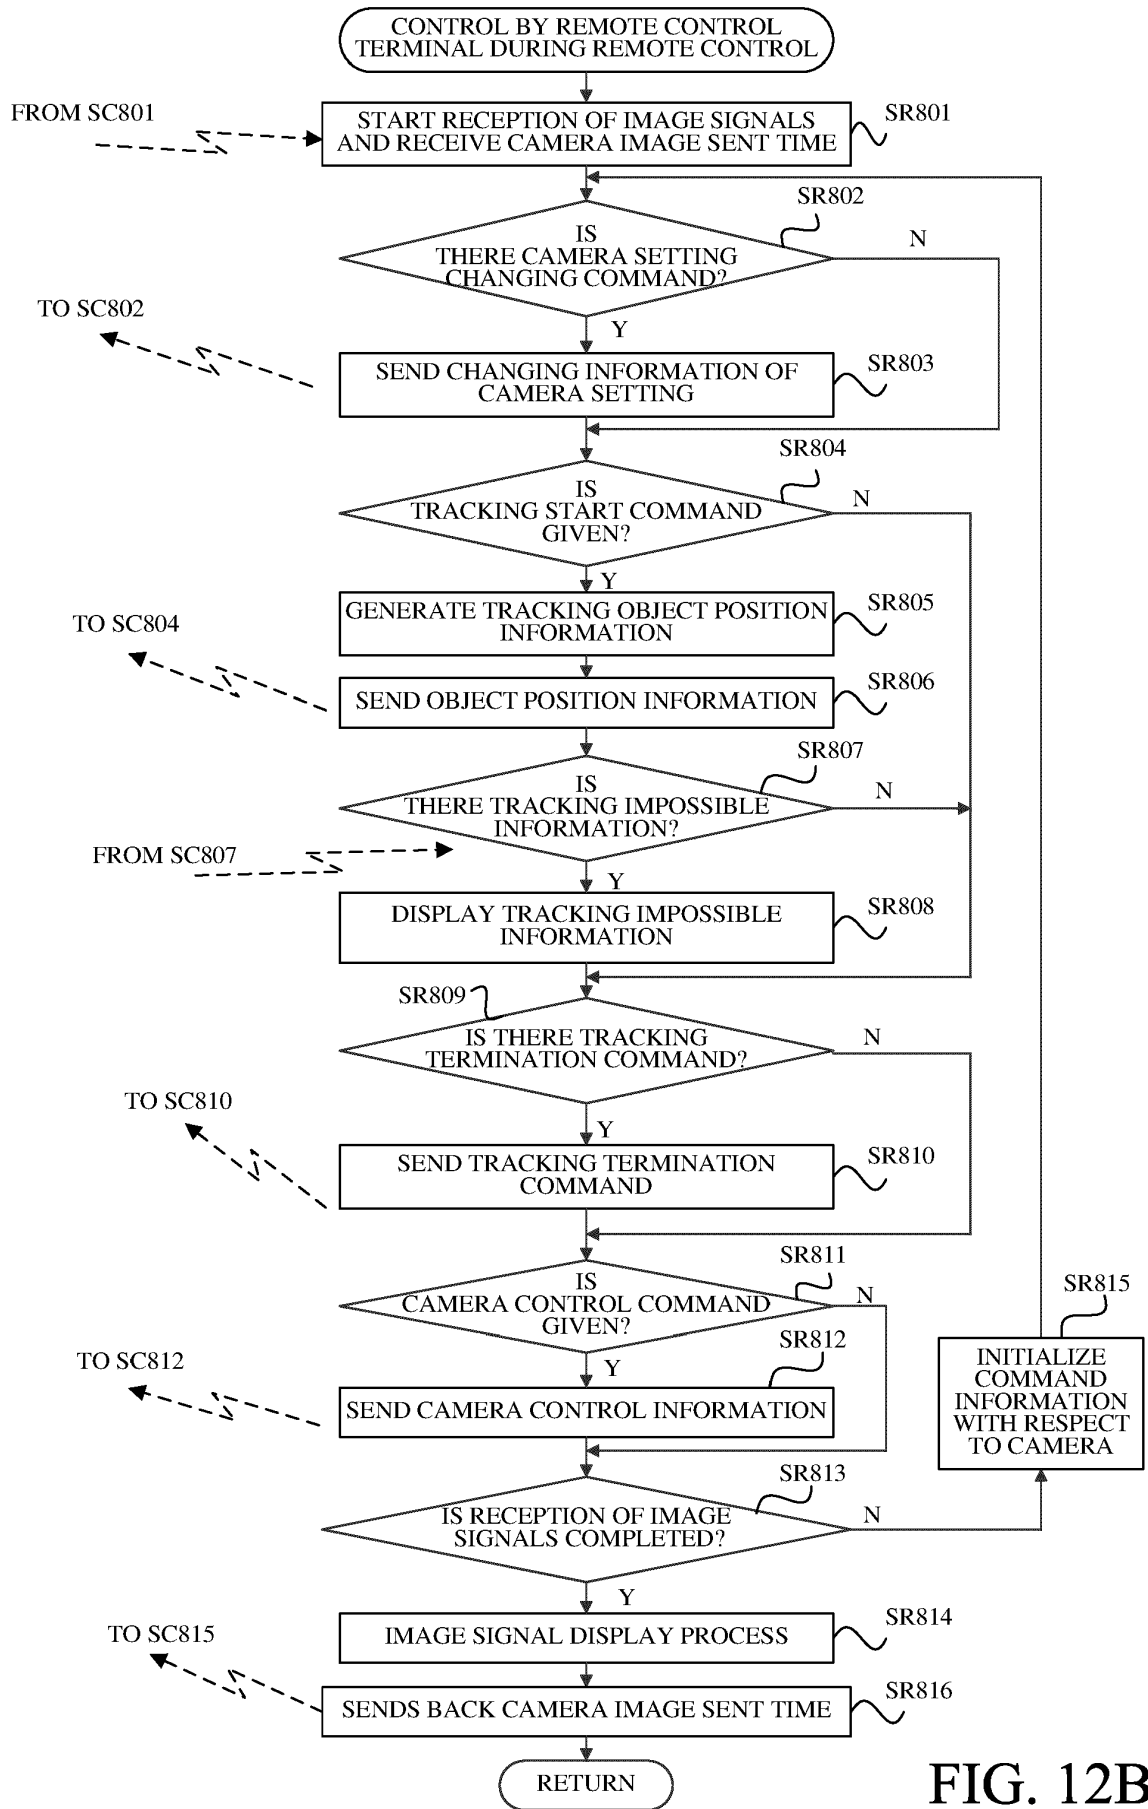 CONTROL BY REMOTE CONTROL
TERMINAL DURING REMOTE CONTROL
FROM SC801
START RECEPTION OF IMAGE SIGNALS
AND RECEIVE CAMERA IMAGE SENT TIME
SR801
SR802
IS
THERE CAMERA SETTING
CHANGING COMMAND?
N
Y
TO SC802
SEND CHANGING INFORMATION OF
CAMERA SETTING
SR803
SR804
IS
TRACKING START COMMAND
GIVEN?
N
Y
GENERATE TRACKING OBJECT POSITION
INFORMATION
SR805
TO SC804
SEND OBJECT POSITION INFORMATION
SR806
SR807
IS
THERE TRACKING IMPOSSIBLE
INFORMATION?
N
FROM SC807
Y
DISPLAY TRACKING IMPOSSIBLE
INFORMATION
SR808
SR809
IS THERE TRACKING
TERMINATION COMMAND?
N
Y
TO SC810
SEND TRACKING TERMINATION
COMMAND
SR810
SR811
IS
CAMERA CONTROL COMMAND
GIVEN?
N
Y
SR812
TO SC812
SEND CAMERA CONTROL INFORMATION
SR815
INITIALIZE
COMMAND
INFORMATION
WITH RESPECT
TO CAMERA
SR813
IS RECEPTION OF IMAGE
SIGNALS COMPLETED?
N
Y
IMAGE SIGNAL DISPLAY PROCESS
SR814
TO SC815
SENDS BACK CAMERA IMAGE SENT TIME
SR816
RETURN
FIG. 12B